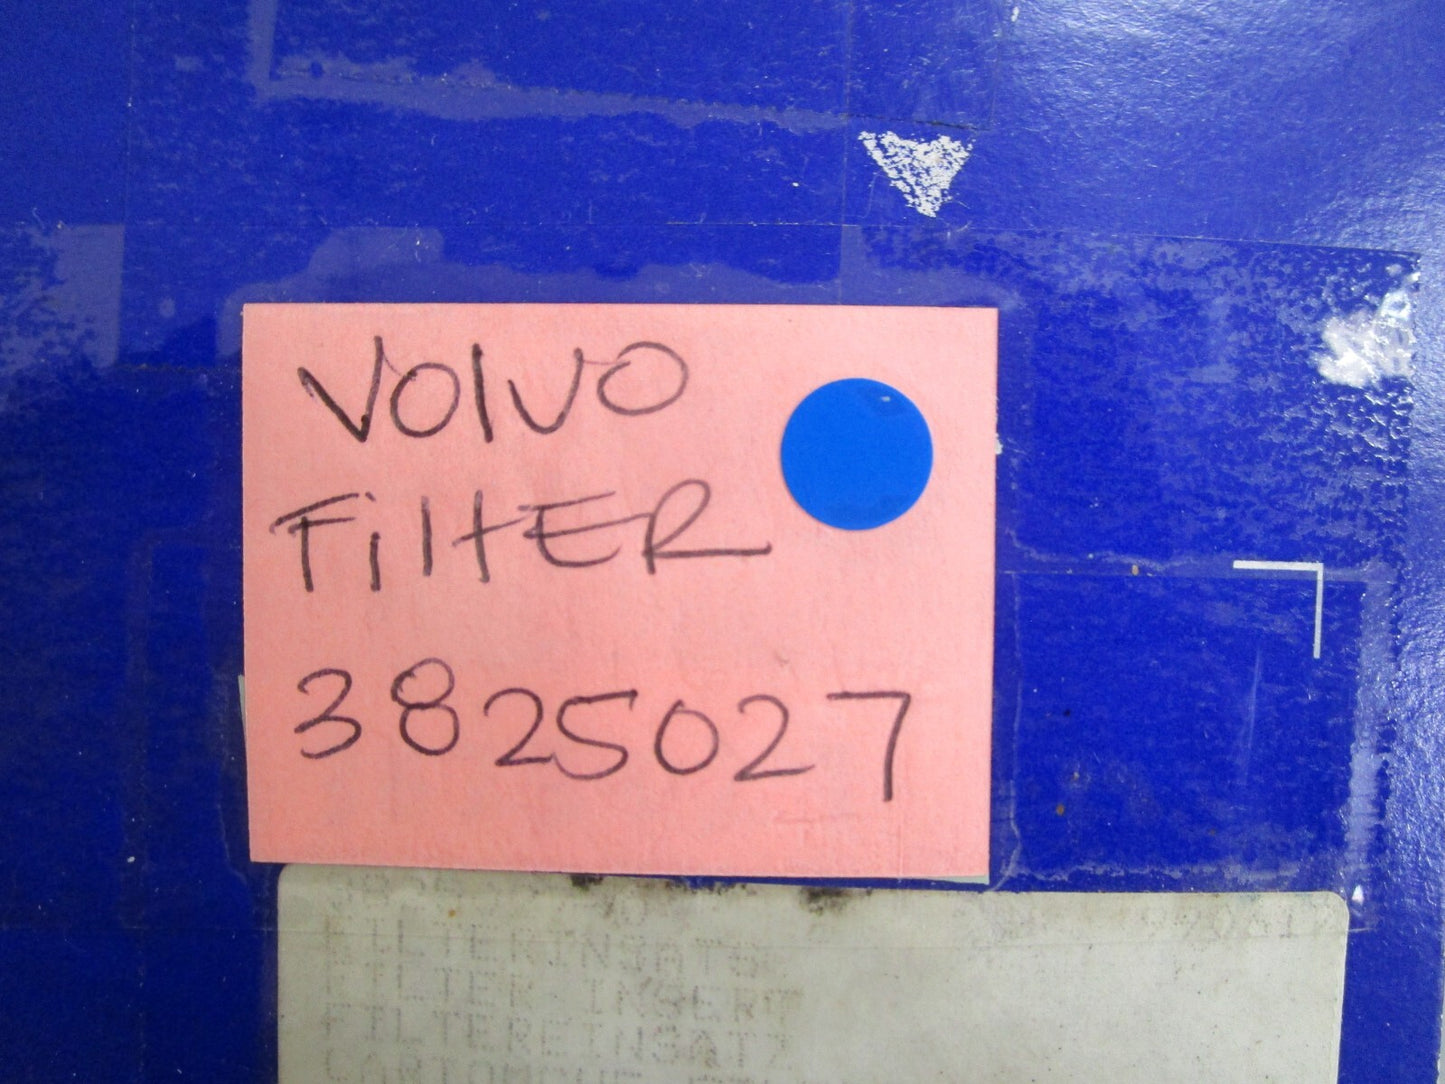 VOlVO
FiltER
3825027
FILTERINSATS
FILTER INSERT
FILTEREINSATZ